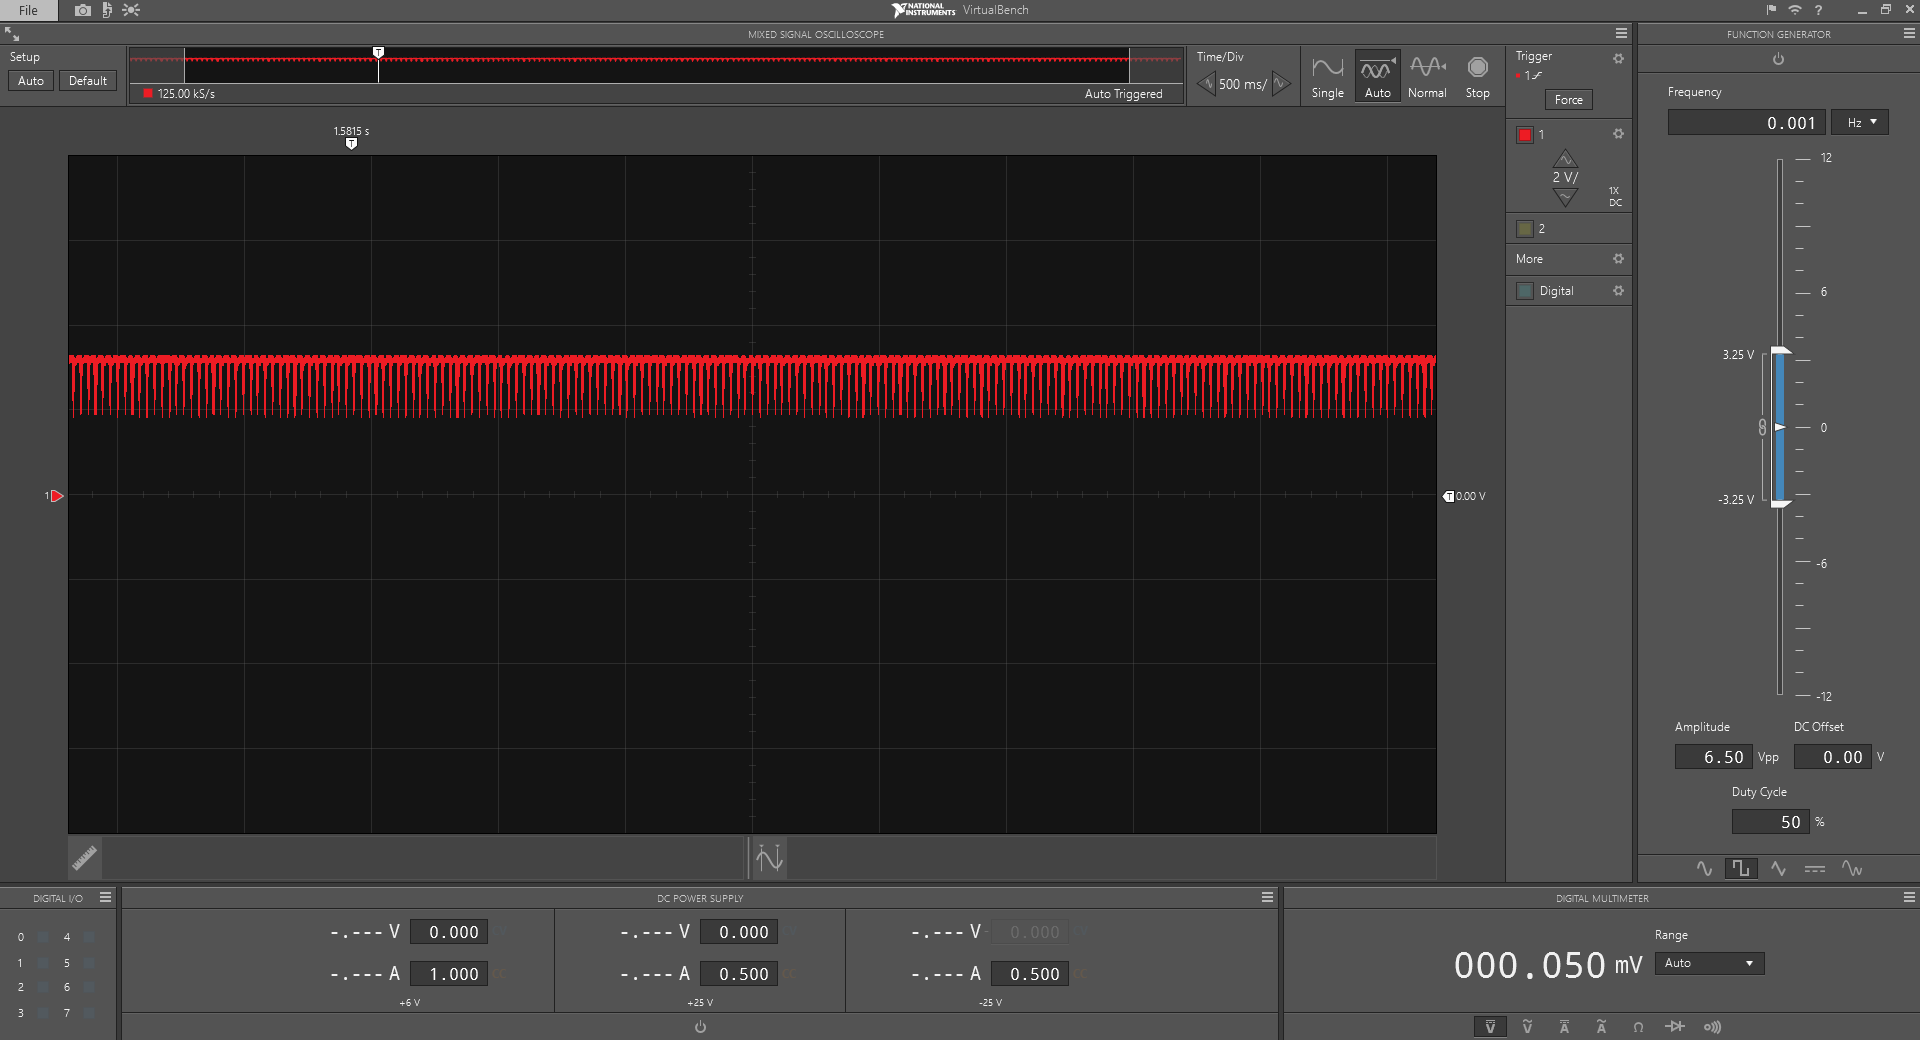 File
NATIONAL INSTRUMENTS VirtualBench
?
MIXED SIGNAL OSCILLOSCOPE
FUNCTION GENERATOR
Setup
Auto Default
T
125.00 kS/s
Auto Triggered
Time/Div
500 ms/
Single Auto Normal Stop
Trigger
1
Force
1
2 V/
1X
DC
2
More
Digital
1.5815 s
T
1
T 0.00 V
Frequency
0.001 Hz
12
6
3.25 V
0
-3.25 V
-6
-12
Amplitude DC Offset
6.50 Vpp 0.00 V
Duty Cycle
50 %
DIGITAL I/O
0 4
1 5
2 6
3 7
DC POWER SUPPLY
-.--- V 0.000
-.--- A 1.000
+6 V
-.--- V 0.000
-.--- A 0.500
+25 V
-.--- V - 0.000
-.--- A 0.500
-25 V
DIGITAL MULTIMETER
Range
000.050 mV Auto
V V A A Ω